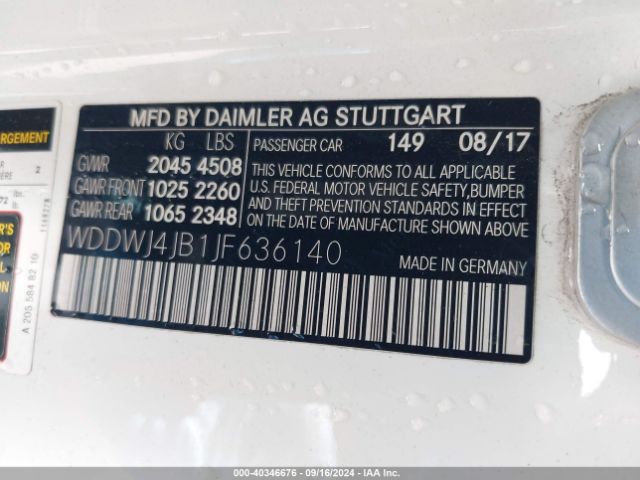 MFD BY DAIMLER AG STUTTGART
KG LBS
GVWR 2045 4508
GAWR FRONT 1025 2260
GAWR REAR 1065 2348
PASSENGER CAR 149 08/17
THIS VEHICLE CONFORMS TO ALL APPLICABLE
U.S. FEDERAL MOTOR VEHICLE SAFETY, BUMPER
AND THEFT PREVENTION STANDARDS IN EFFECT
ON THE DATE OF MANUFACTURE SHOWN ABOVE
WDDWJ4JB1JF636140
MADE IN GERMANY
ARGEMENT
2
A 205 584 82 10
000-40346676 - 09/16/2024 - IAA Inc.